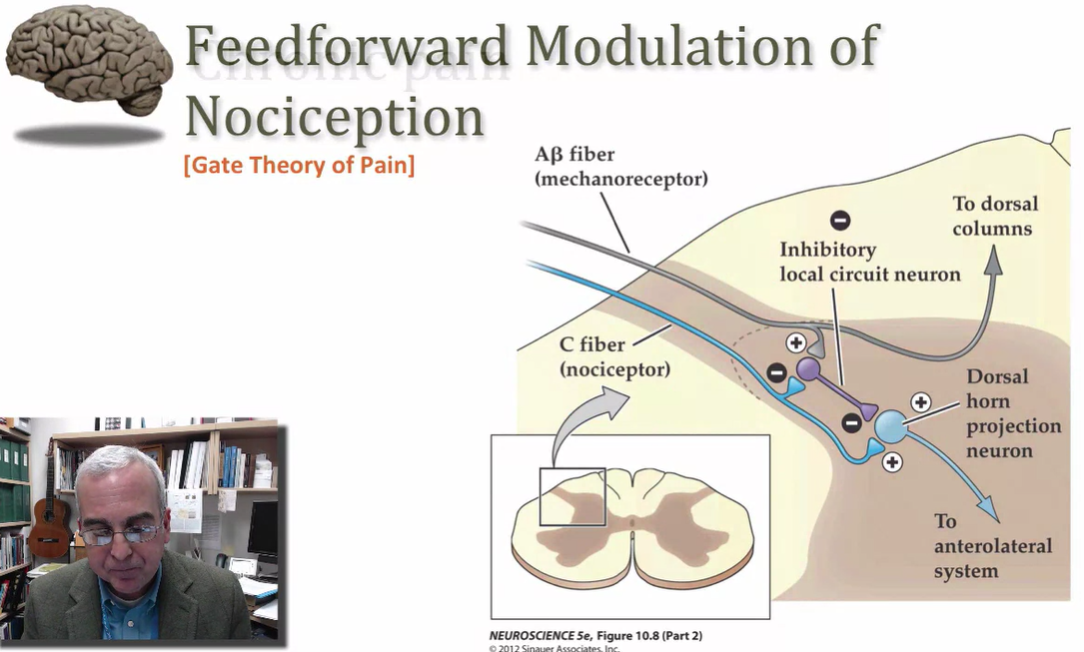 Feedforward Modulation of
Chronic pain
Nociception
[Gate Theory of Pain]
Aβ fiber
(mechanoreceptor)
To dorsal
columns
Inhibitory
local circuit neuron
C fiber
(nociceptor)
Dorsal
horn
projection
neuron
To
anterolateral
system
NEUROSCIENCE 5e, Figure 10.8 (Part 2)
© 2012 Sinauer Associates, Inc.